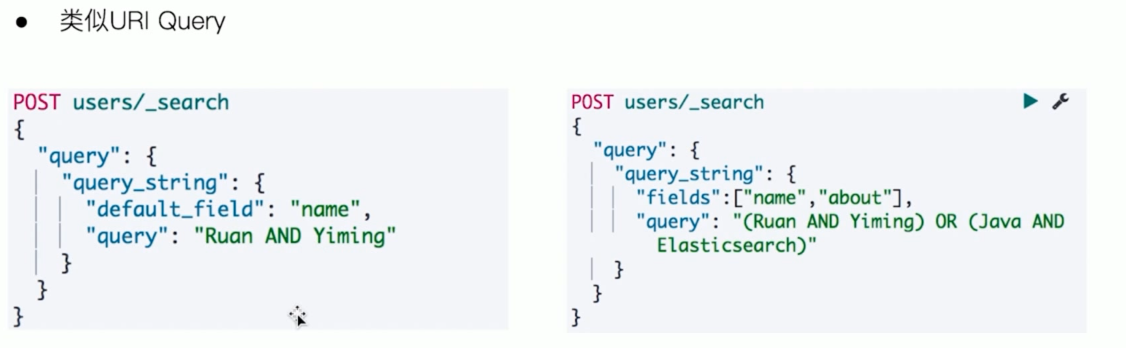 ● 类似URI Query
POST users/_search
{
  "query": {
    "query_string": {
      "default_field": "name",
      "query": "Ruan AND Yiming"
    }
  }
}
POST users/_search
{
  "query": {
    "query_string": {
      "fields":["name","about"],
      "query": "(Ruan AND Yiming) OR (Java AND
        Elasticsearch)"
    }
  }
}